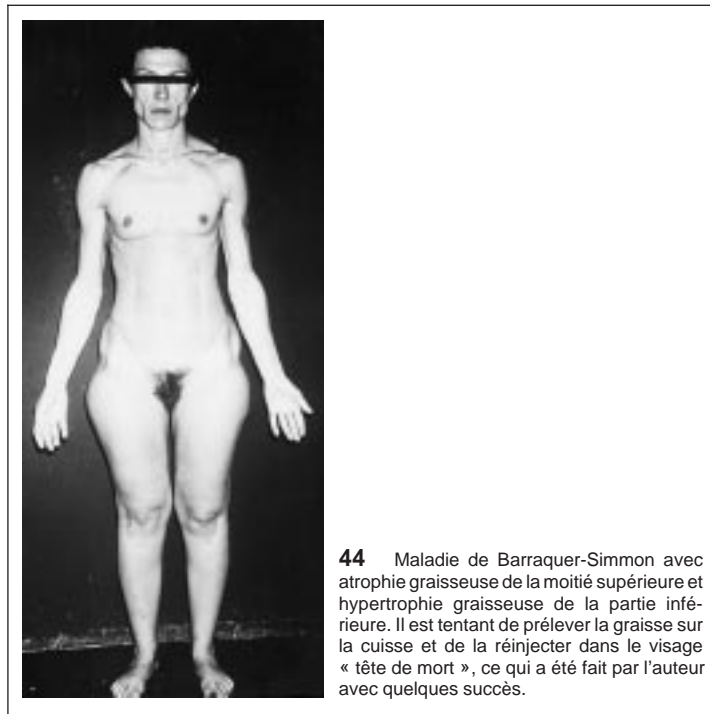 44 Maladie de Barraquer-Simmon avec
atrophie graisseuse de la moitié supérieure et
hypertrophie graisseuse de la partie infé-
rieure. Il est tentant de prélever la graisse sur
la cuisse et de la réinjecter dans le visage
« tête de mort », ce qui a été fait par l'auteur
avec quelques succès.